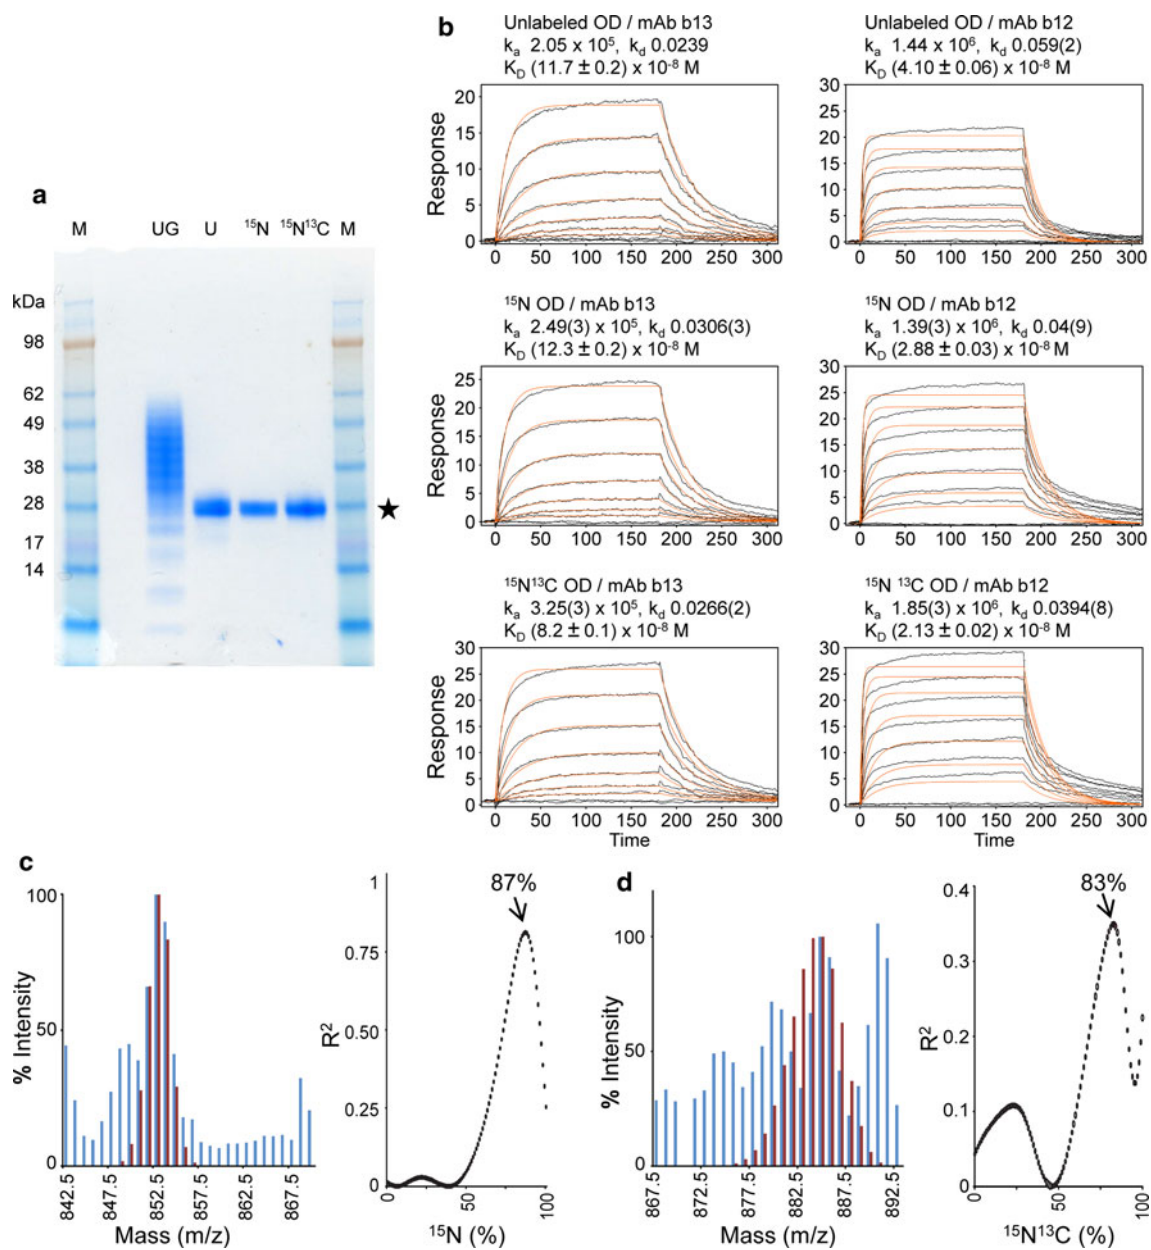 a
M UG U ¹⁵N ¹⁵N¹³C M
kDa
98
62
49
38
28
17
14
★
b
Unlabeled OD / mAb b13
kₐ 2.05 x 10⁵, k_d 0.0239
K_D (11.7 ± 0.2) x 10⁻⁸ M
Response
20
15
10
5
0
0 50 100 150 200 250 300
Unlabeled OD / mAb b12
kₐ 1.44 x 10⁶, k_d 0.059(2)
K_D (4.10 ± 0.06) x 10⁻⁸ M
30
25
20
15
10
5
0
0 50 100 150 200 250 300
¹⁵N OD / mAb b13
kₐ 2.49(3) x 10⁵, k_d 0.0306(3)
K_D (12.3 ± 0.2) x 10⁻⁸ M
Response
25
20
15
10
5
0
0 50 100 150 200 250 300
¹⁵N OD / mAb b12
kₐ 1.39(3) x 10⁶, k_d 0.04(9)
K_D (2.88 ± 0.03) x 10⁻⁸ M
30
25
20
15
10
5
0
0 50 100 150 200 250 300
¹⁵N¹³C OD / mAb b13
kₐ 3.25(3) x 10⁵, k_d 0.0266(2)
K_D (8.2 ± 0.1) x 10⁻⁸ M
Response
30
25
20
15
10
5
0
0 50 100 150 200 250 300
Time
¹⁵N ¹³C OD / mAb b12
kₐ 1.85(3) x 10⁶, k_d 0.0394(8)
K_D (2.13 ± 0.02) x 10⁻⁸ M
30
25
20
15
10
5
0
0 50 100 150 200 250 300
Time
c
% Intensity
100
50
0
842.5 847.5 852.5 857.5 862.5 867.5
Mass (m/z)
87%
R²
1
0.75
0.50
0.25
0
0 50 100
¹⁵N (%)
d
% Intensity
100
50
0
867.5 872.5 877.5 882.5 887.5 892.5
Mass (m/z)
83%
R²
0.4
0.3
0.2
0.1
0
0 50 100
¹⁵N¹³C (%)